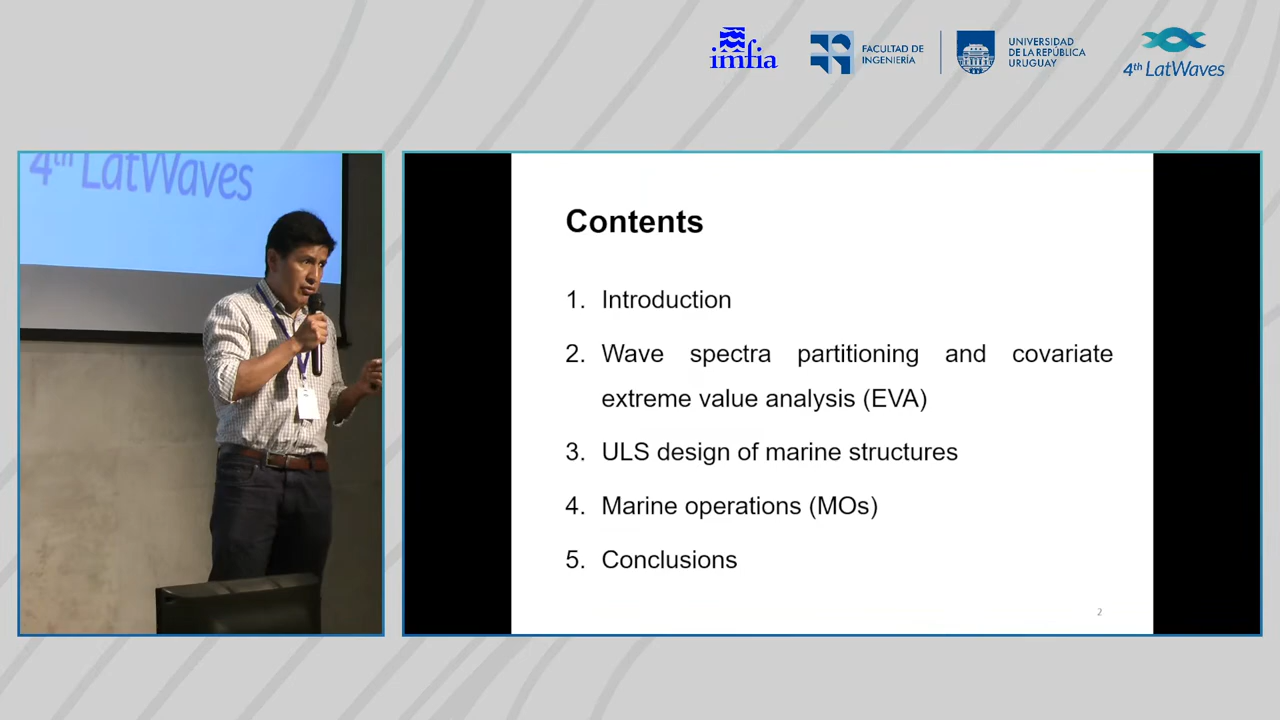 imfia
FACULTAD DE
INGENIERÍA
UNIVERSIDAD
DE LA REPÚBLICA
URUGUAY
4th LatWaves
4th LatWaves
Contents
1. Introduction
2. Wave spectra partitioning and covariate
extreme value analysis (EVA)
3. ULS design of marine structures
4. Marine operations (MOs)
5. Conclusions
2